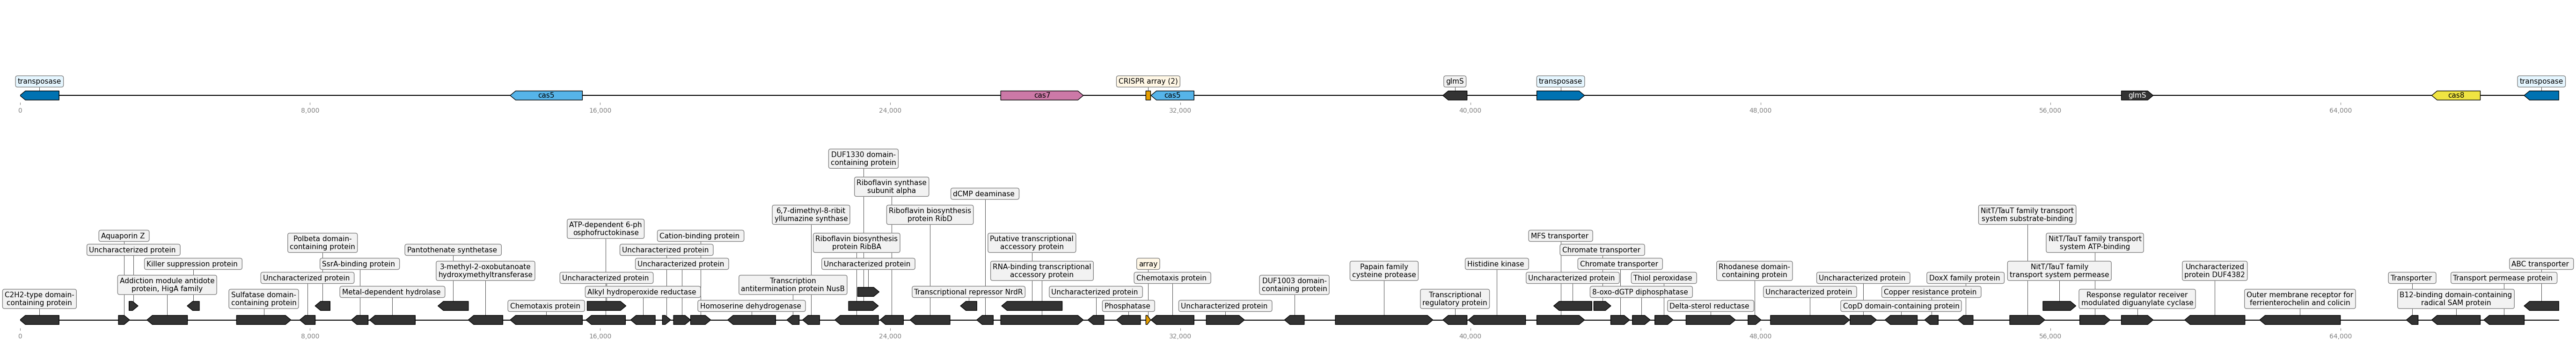 transposase
CRISPR array (2)
glmS
transposase
transposase
cas5
cas7
cas5
glmS
cas8
0
8,000
16,000
24,000
32,000
40,000
48,000
56,000
64,000
DUF1330 domain-
containing protein
Riboflavin synthase
subunit alpha
dCMP deaminase
6,7-dimethyl-8-ribit
yllumazine synthase
Riboflavin biosynthesis
protein RibD
NitT/TauT family transport
system substrate-binding
ATP-dependent 6-ph
osphofructokinase
Aquaporin Z
Polbeta domain-
containing protein
Cation-binding protein
Riboflavin biosynthesis
protein RibBA
Putative transcriptional
accessory protein
MFS transporter
NitT/TauT family transport
system ATP-binding
Uncharacterized protein
Pantothenate synthetase
Uncharacterized protein
Chromate transporter
Killer suppression protein
SsrA-binding protein
3-methyl-2-oxobutanoate
hydroxymethyltransferase
Uncharacterized protein
Uncharacterized protein
RNA-binding transcriptional
accessory protein
array
Papain family
cysteine protease
Histidine kinase
Chromate transporter
Rhodanese domain-
containing protein
NitT/TauT family
transport system permease
Uncharacterized
protein DUF4382
ABC transporter
Addiction module antidote
protein, HigA family
Uncharacterized protein
Uncharacterized protein
Transcription
antitermination protein NusB
Chemotaxis protein
DUF1003 domain-
containing protein
Uncharacterized protein
Thiol peroxidase
Uncharacterized protein
DoxX family protein
Transporter
Transport permease protein
C2H2-type domain-
containing protein
Sulfatase domain-
containing protein
Metal-dependent hydrolase
Alkyl hydroperoxide reductase
Transcriptional repressor NrdR
Uncharacterized protein
Transcriptional
regulatory protein
8-oxo-dGTP diphosphatase
Uncharacterized protein
Copper resistance protein
Response regulator receiver
modulated diguanylate cyclase
Outer membrane receptor for
ferrienterochelin and colicin
B12-binding domain-containing
radical SAM protein
Chemotaxis protein
Homoserine dehydrogenase
Phosphatase
Uncharacterized protein
Delta-sterol reductase
CopD domain-containing protein
0
8,000
16,000
24,000
32,000
40,000
48,000
56,000
64,000